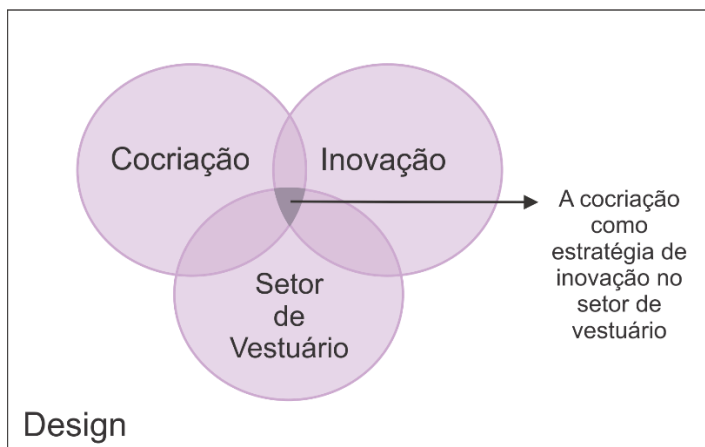 Cocriação
Inovação
Setor
de
Vestuário
A cocriação
como
estratégia de
inovação no
setor de
vestuário
Design